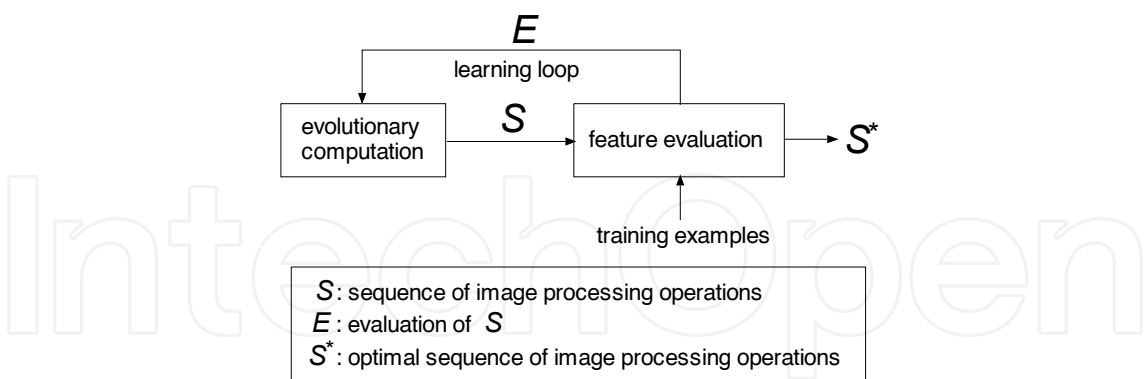 E
learning loop
evolutionary
computation
S
feature evaluation
S*
training examples
IntechOpen
S : sequence of image processing operations
E : evaluation of S
S* : optimal sequence of image processing operations